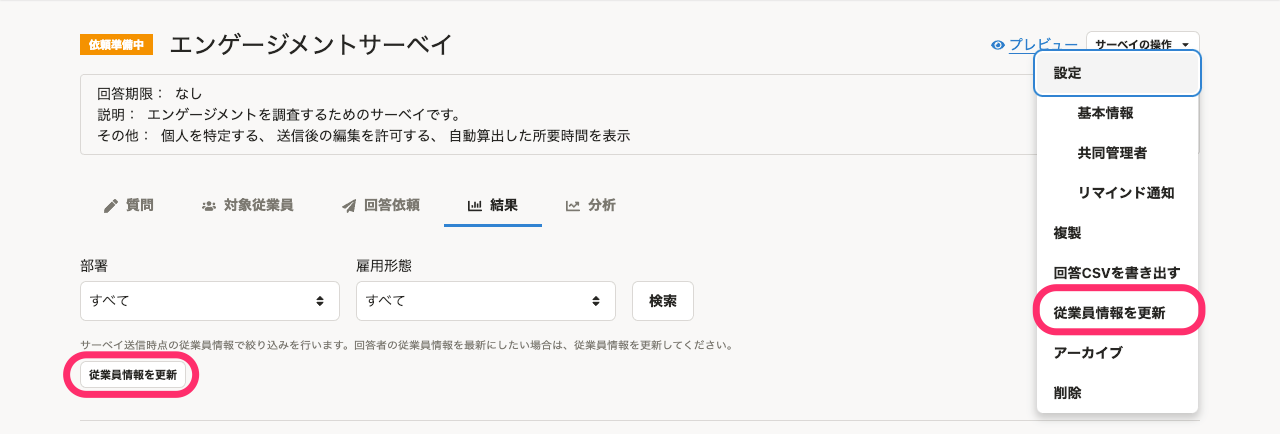 依頼準備中 エンゲージメントサーベイ プレビュー サーベイの操作
回答期限： なし
説明： エンゲージメントを調査するためのサーベイです。
その他： 個人を特定する、 送信後の編集を許可する、 自動算出した所要時間を表示
設定
基本情報
共同管理者
リマインド通知
複製
回答CSVを書き出す
従業員情報を更新
アーカイブ
削除
質問 対象従業員 回答依頼 結果 分析
部署 雇用形態
すべて すべて 検索
サーベイ送信時点の従業員情報で絞り込みを行います。回答者の従業員情報を最新にしたい場合は、従業員情報を更新してください。
従業員情報を更新